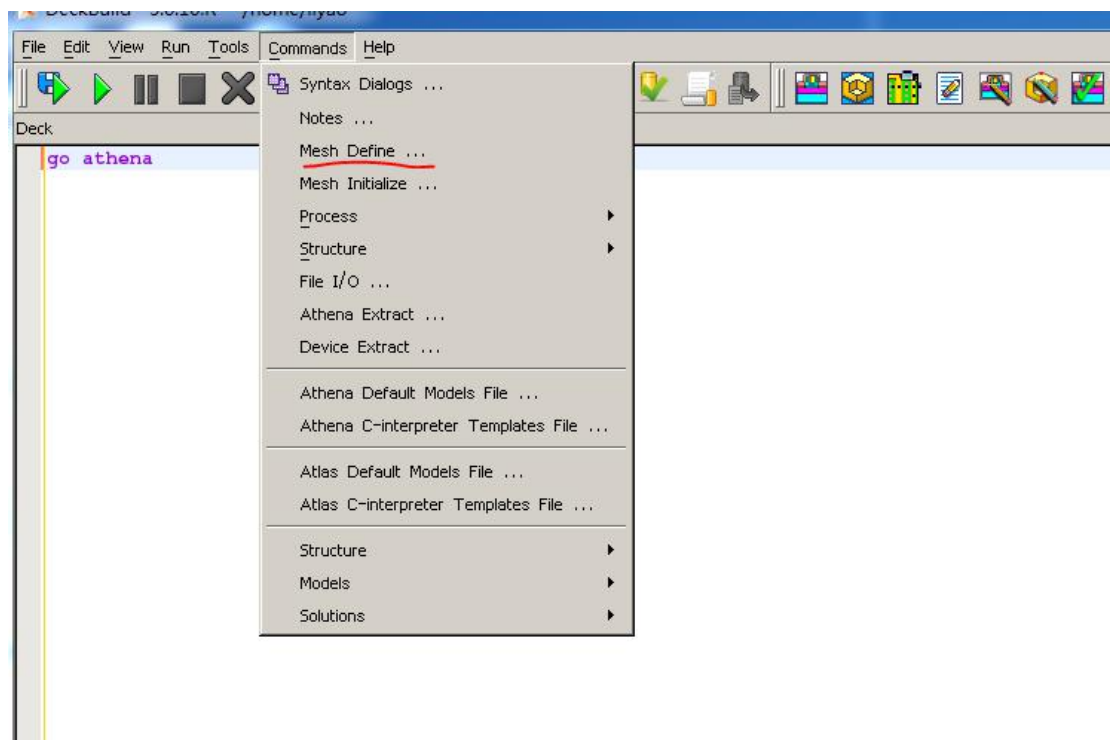 File Edit View Run Tools Commands Help
Syntax Dialogs ...
Notes ...
Deck
Mesh Define ...
go athena
Mesh Initialize ...
Process
Structure
File I/O ...
Athena Extract ...
Device Extract ...
Athena Default Models File ...
Athena C-interpreter Templates File ...
Atlas Default Models File ...
Atlas C-interpreter Templates File ...
Structure
Models
Solutions